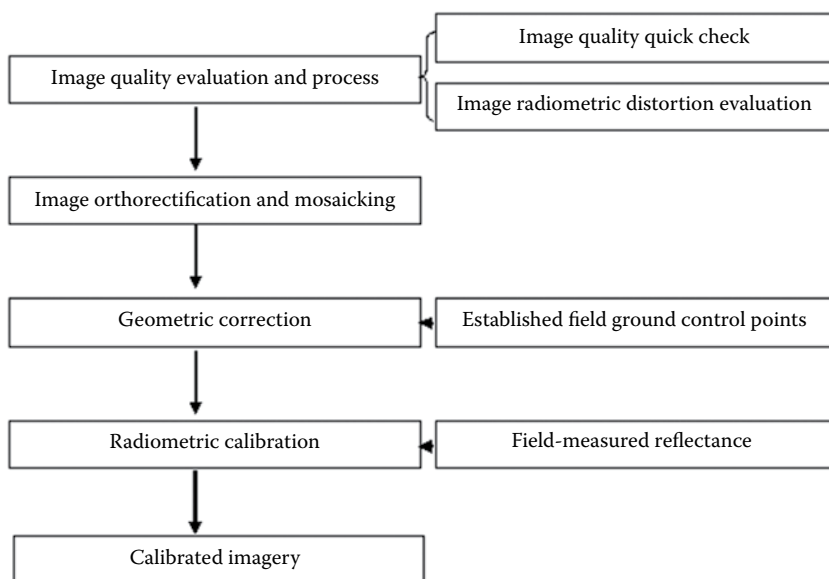 Image quality quick check
Image quality evaluation and process
Image radiometric distortion evaluation
Image orthorectification and mosaicking
Geometric correction
Established field ground control points
Radiometric calibration
Field-measured reflectance
Calibrated imagery